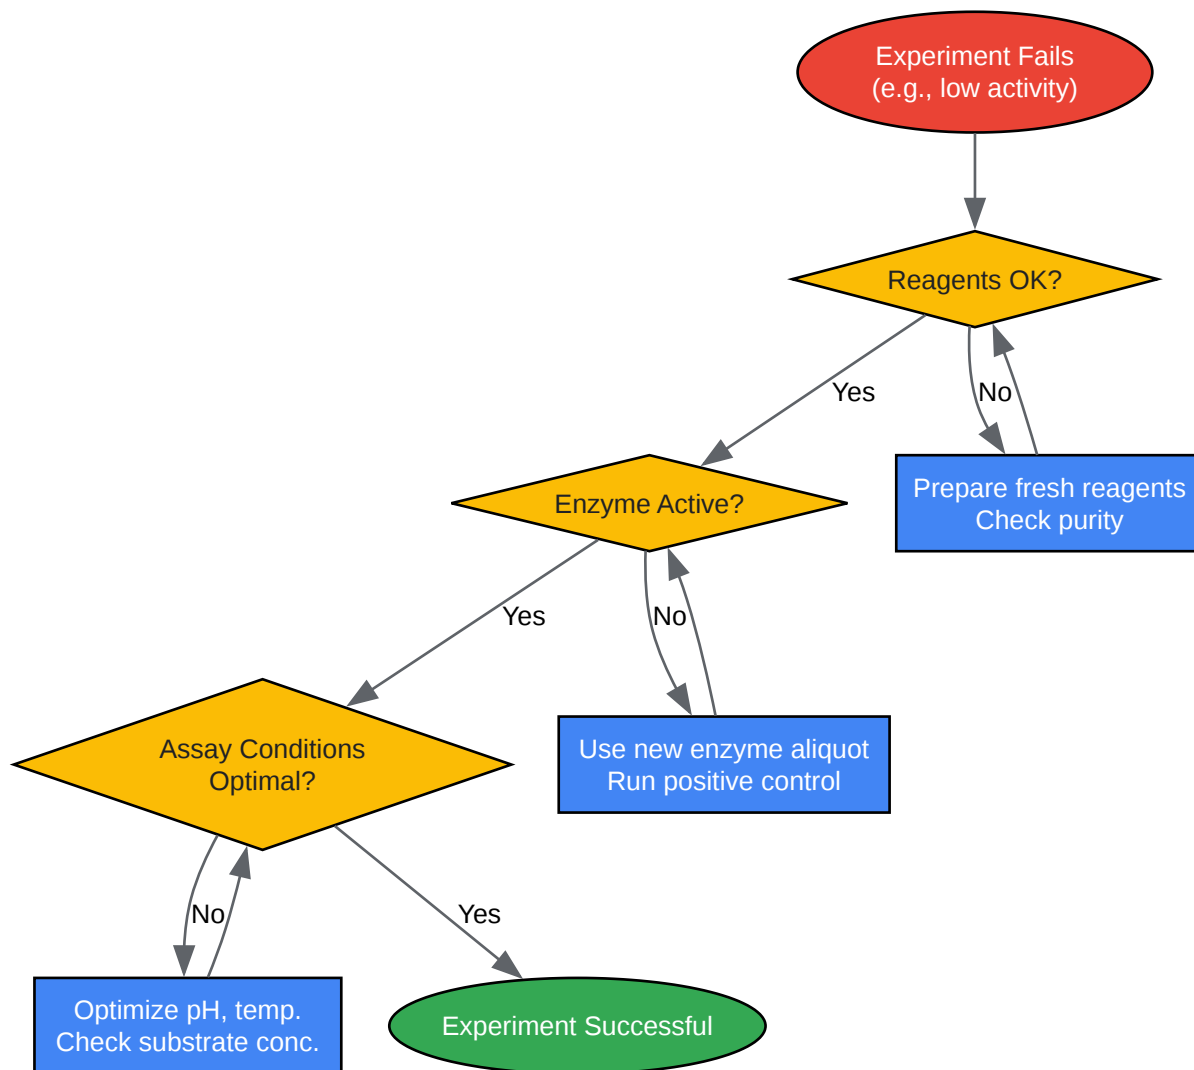 Experiment Fails
(e.g., low activity)
Reagents OK?
Yes
No
Prepare fresh reagents
Check purity
Enzyme Active?
Yes
No
Use new enzyme aliquot
Run positive control
Assay Conditions
Optimal?
No
Yes
Optimize pH, temp.
Check substrate conc.
Experiment Successful